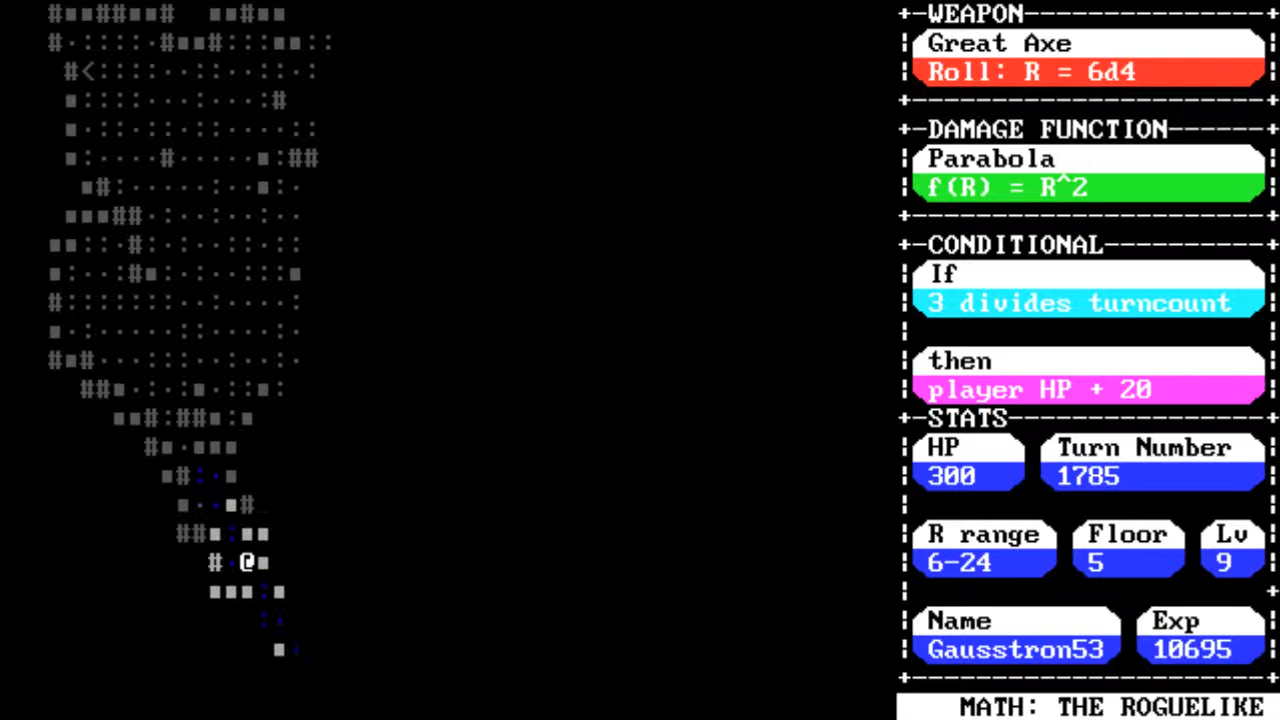 WEAPON
Great Axe
Roll: R = 6d4
DAMAGE FUNCTION
Parabola
f(R) = R^2
CONDITIONAL
If
3 divides turncount
then
player HP + 20
STATS
HP Turn Number
300 1785
R range Floor Lv
6-24 5 9
Name Exp
Gausstron53 10695
MATH: THE ROGUELIKE